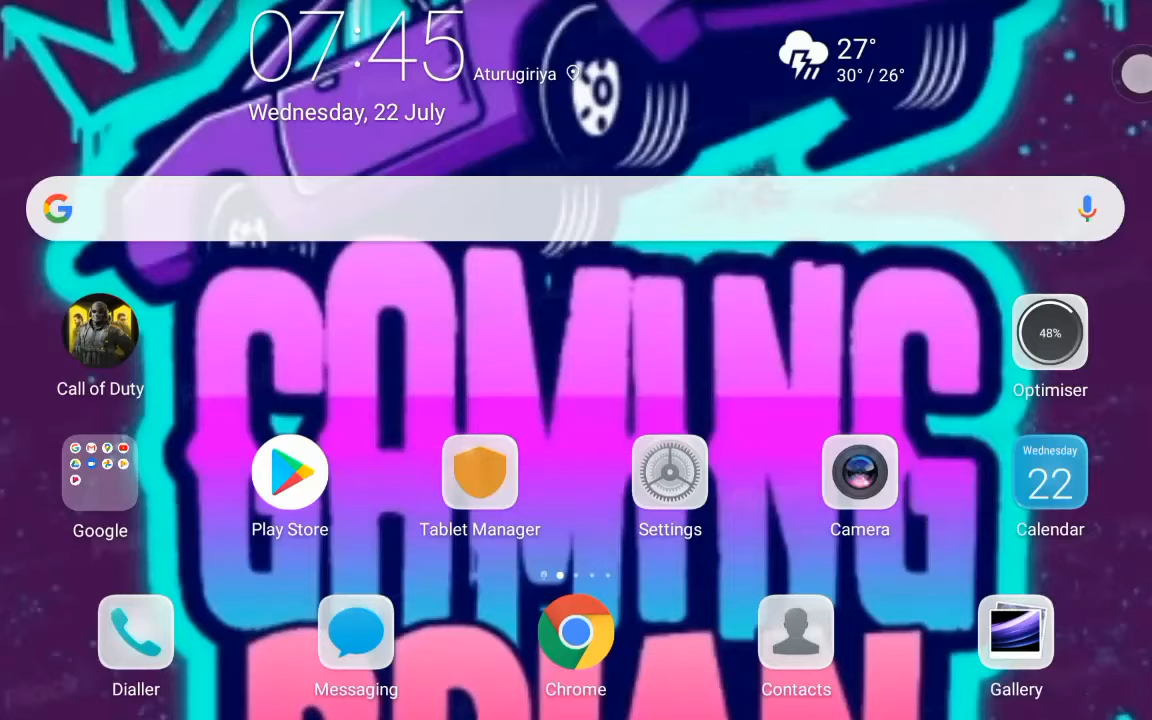 07:45
Aturugiriya
Wednesday, 22 July
27°
30° / 26°
GAMING
Call of Duty
48%
Optimiser
Google
Play Store
Tablet Manager
Settings
Camera
Wednesday
22
Calendar
Dialler
Messaging
Chrome
Contacts
Gallery